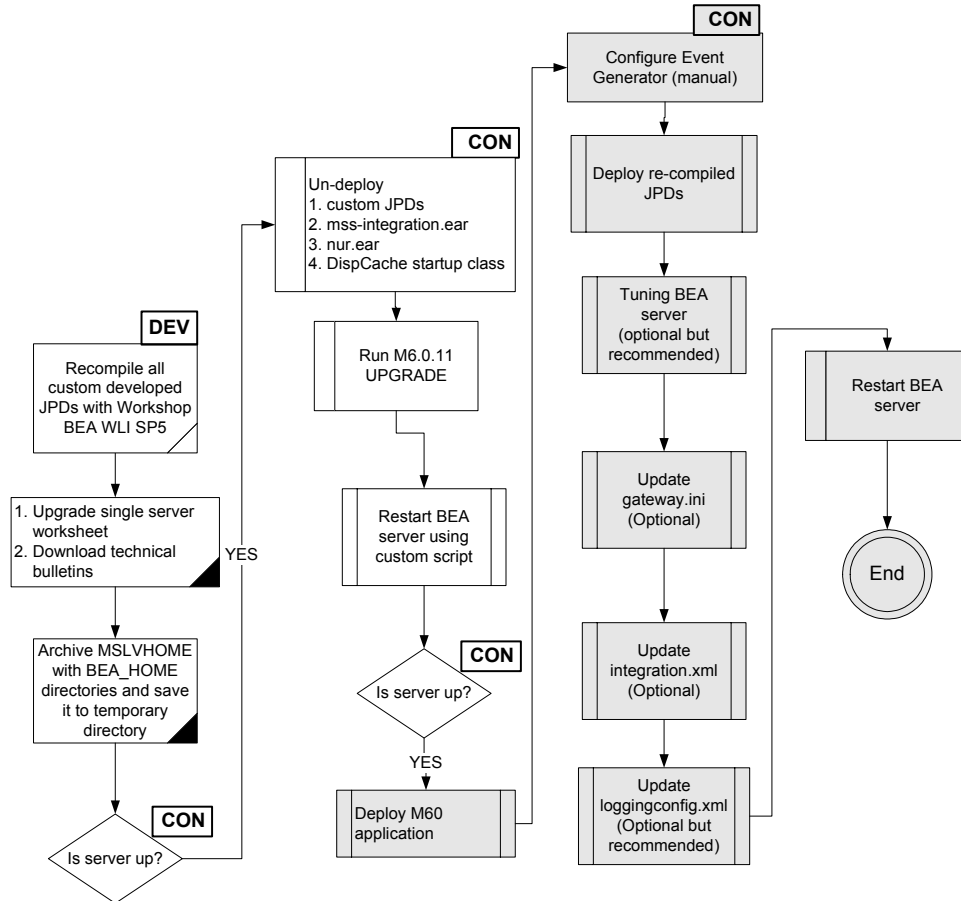 DEV
Recompile all
custom developed
JPDs with Workshop
BEA WLI SP5
1. Upgrade single server
worksheet
2. Download technical
bulletins
Archive MSLVHOME
with BEA_HOME
directories and save
it to temporary
directory
CON
Is server up?
YES
CON
Un-deploy
1. custom JPDs
2. mss-integration.ear
3. nur.ear
4. DispCache startup class
Run M6.0.11
UPGRADE
Restart BEA
server using
custom script
CON
Is server up?
YES
Deploy M60
application
CON
Configure Event
Generator (manual)
Deploy re-compiled
JPDs
Tuning BEA
server
(optional but
recommended)
Update
gateway.ini
(Optional)
Update
integration.xml
(Optional)
Update
loggingconfig.xml
(Optional but
recommended)
Restart BEA
server
End